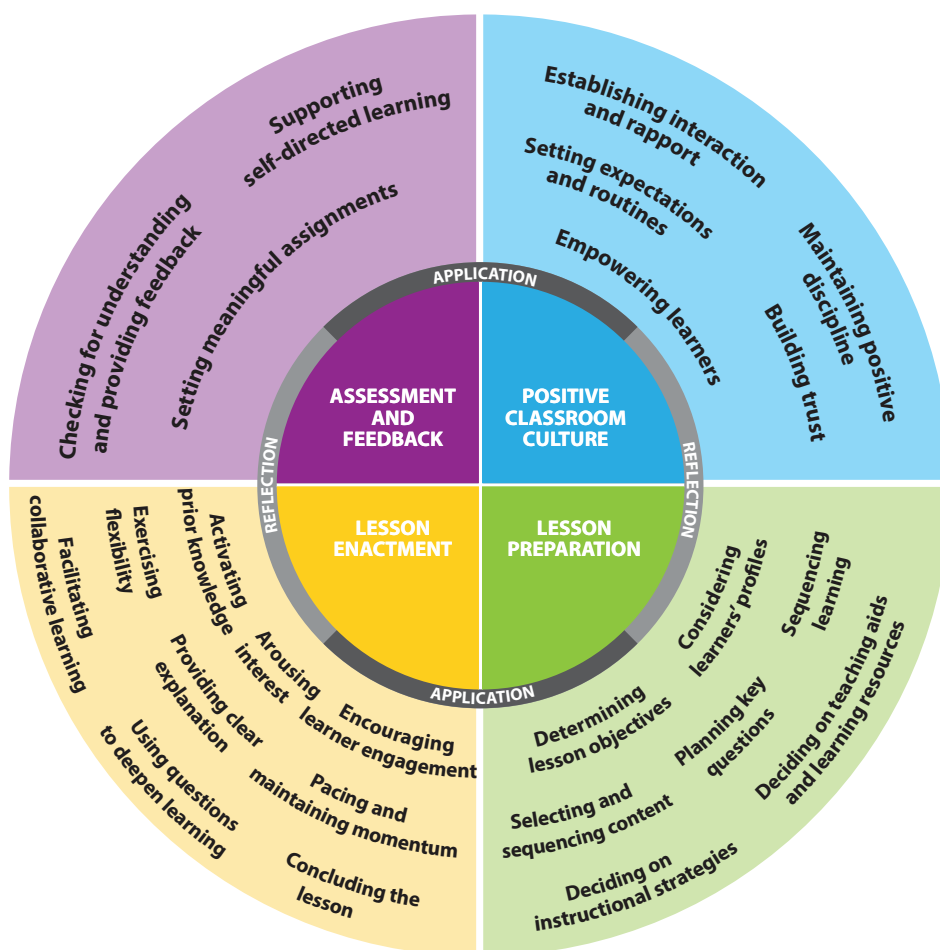 Supporting
self-directed learning
Checking for understanding
and providing feedback
Setting meaningful assignments
Establishing interaction
and rapport
Setting expectations
and routines
Empowering learners
Maintaining positive
discipline
Building trust
APPLICATION
REFLECTION
REFLECTION
APPLICATION
ASSESSMENT
AND
FEEDBACK
POSITIVE
CLASSROOM
CULTURE
LESSON
ENACTMENT
LESSON
PREPARATION
Activating
prior knowledge
Exercising
flexibility
Facilitating
collaborative learning
Arousing
interest
Providing clear
explanation
Encouraging
learner engagement
Using questions
to deepen learning
Pacing and
maintaining momentum
Concluding the
lesson
Considering
learners' profiles
Sequencing
learning
Determining
lesson objectives
Planning key
questions
Deciding on teaching aids
and learning resources
Selecting and
sequencing content
Deciding on
instructional strategies